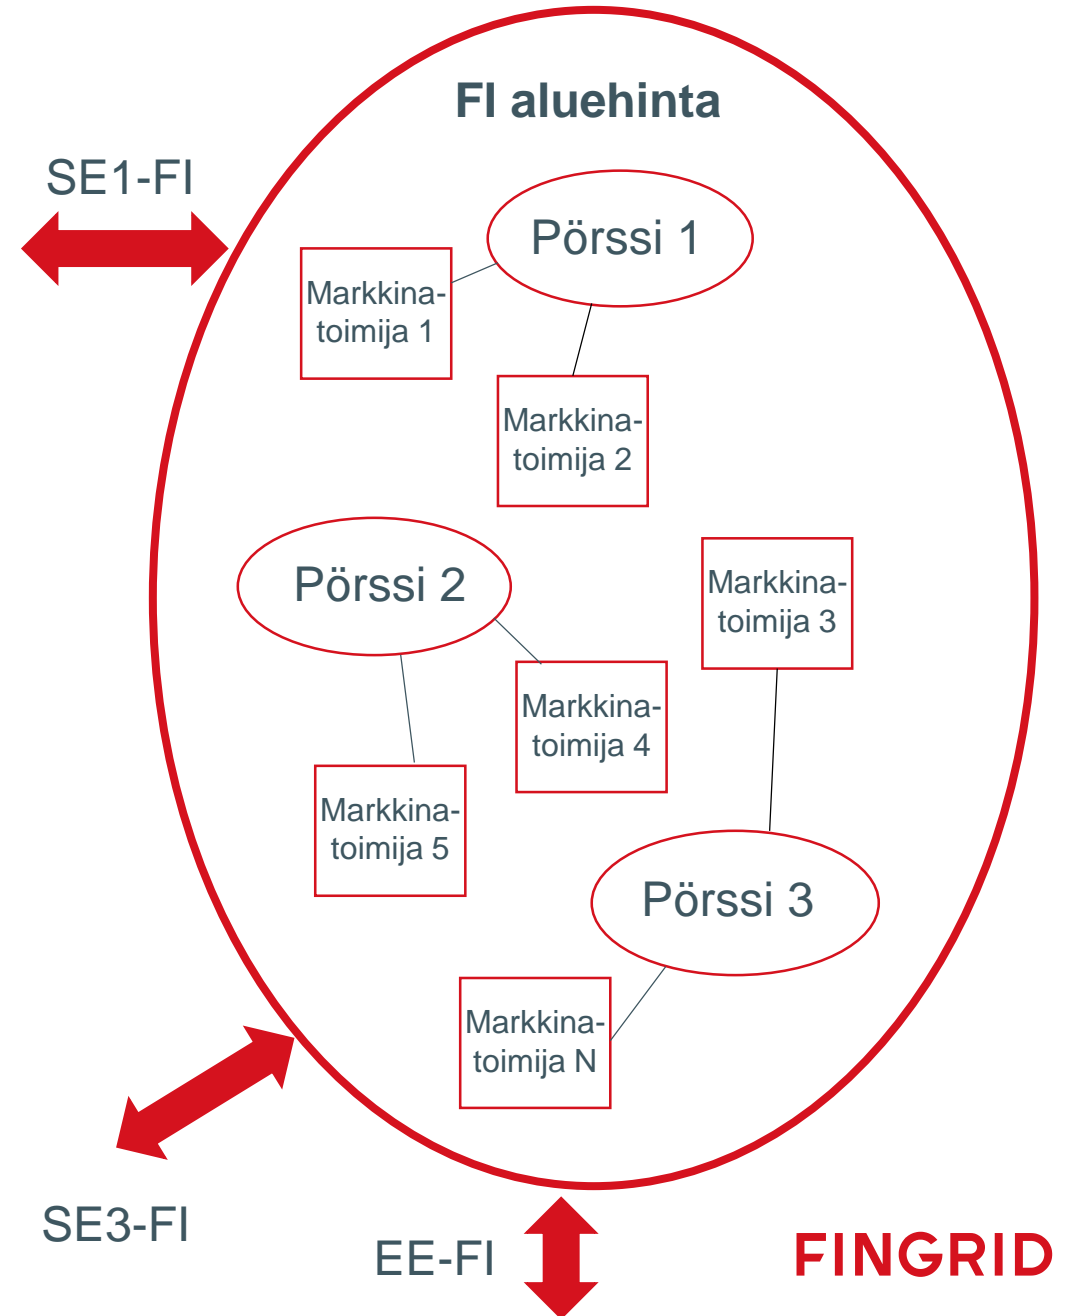 FI aluehinta
SE1-FI
Pörssi 1
Markkina-
toimija 1
Markkina-
toimija 2
Pörssi 2
Markkina-
toimija 3
Markkina-
toimija 4
Markkina-
toimija 5
Pörssi 3
Markkina-
toimija N
SE3-FI
EE-FI
FINGRID